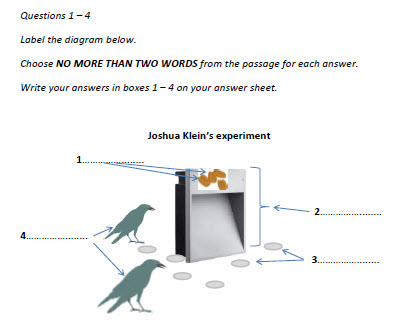 Questions 1 – 4
Label the diagram below.
Choose NO MORE THAN TWO WORDS from the passage for each answer.
Write your answers in boxes 1 – 4 on your answer sheet.
Joshua Klein's experiment
1.......................
2.......................
4.......................
3.......................